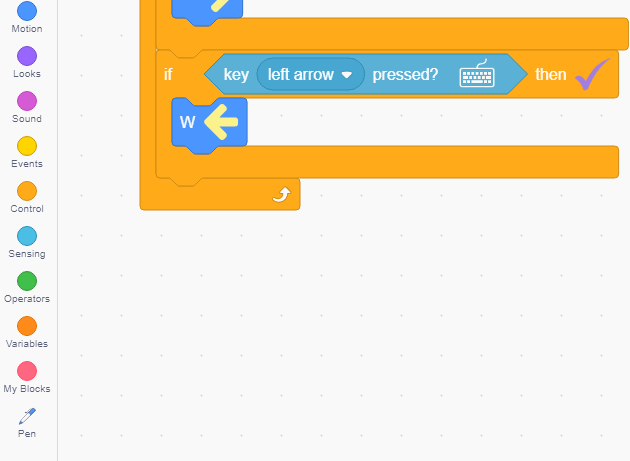 Motion
Looks
Sound
Events
Control
Sensing
Operators
Variables
My Blocks
Pen
if key left arrow pressed? then
W